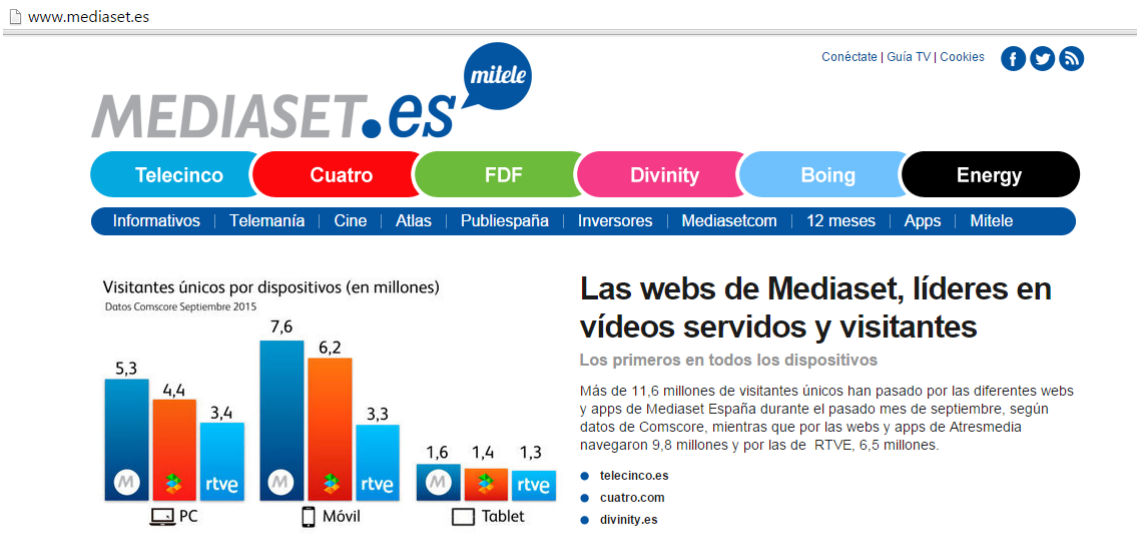 www.mediaset.es
Conéctate | Guía TV | Cookies
mitele
MEDIASET.es
Telecinco Cuatro FDF Divinity Boing Energy
Informativos | Telemanía | Cine | Atlas | Publiespaña | Inversores | Mediasetcom | 12 meses | Apps | Mitele
Visitantes únicos por dispositivos (en millones)
Datos Comscore Septiembre 2015
5,3 4,4 3,4
7,6 6,2 3,3
1,6 1,4 1,3
M rtve M rtve M rtve
PC Móvil Tablet
Las webs de Mediaset, líderes en
vídeos servidos y visitantes
Los primeros en todos los dispositivos
Más de 11,6 millones de visitantes únicos han pasado por las diferentes webs
y apps de Mediaset España durante el pasado mes de septiembre, según
datos de Comscore, mientras que por las webs y apps de Atresmedia
navegaron 9,8 millones y por las de RTVE, 6,5 millones.
telecinco.es
cuatro.com
divinity.es